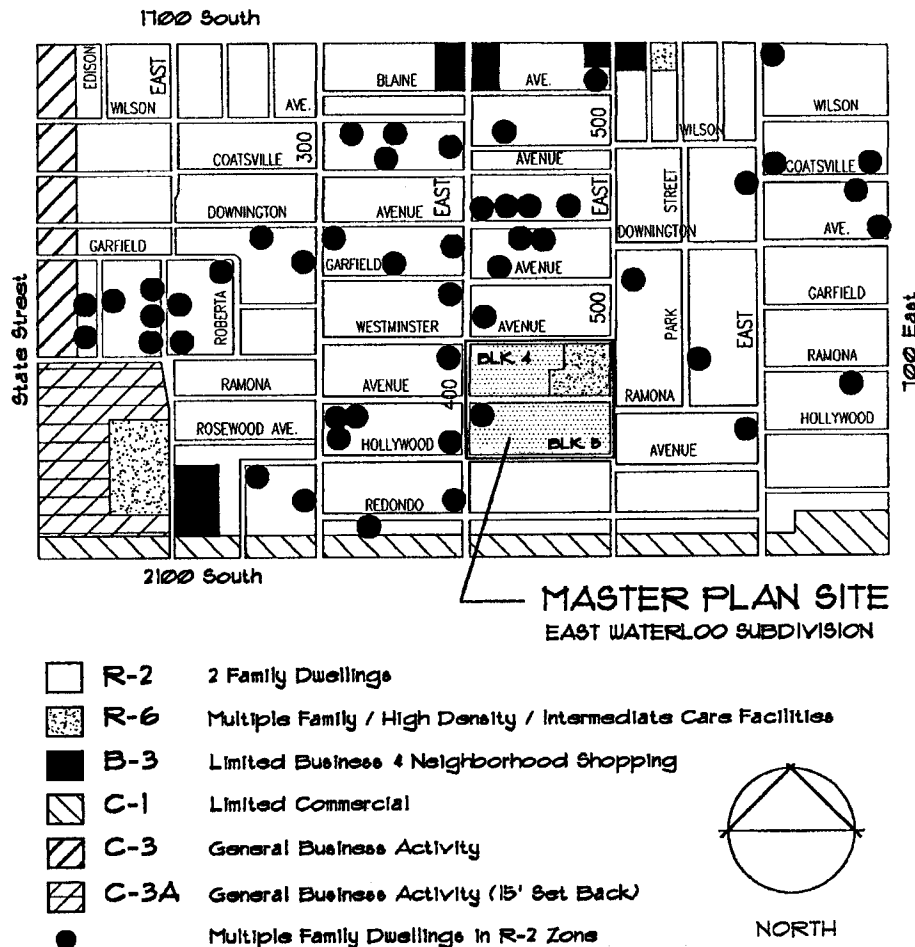 1700 South
EDISON
EAST
BLAINE
AVE.
WILSON
AVE.
500
WILSON
WILSON
300
COATSVILLE
AVENUE
COATSVILLE
STREET
DOWNINGTON
AVENUE
EAST
EAST
DOWNINGTON
AVE.
GARFIELD
GARFIELD
AVENUE
GARFIELD
State Street
ROBERTA
WESTMINSTER
AVENUE
500
PARK
EAST
700 East
BLK 4
RAMONA
RAMONA
AVENUE
400
RAMONA
HOLLYWOOD
ROSEWOOD AVE.
HOLLYWOOD
BLK 5
AVENUE
REDONDO
2100 South
MASTER PLAN SITE
EAST WATERLOO SUBDIVISION
R-2 2 Family Dwellings
R-6 Multiple Family / High Density / Intermediate Care Facilities
B-3 Limited Business & Neighborhood Shopping
C-1 Limited Commercial
C-3 General Business Activity
C-3A General Business Activity (15' Set Back)
Multiple Family Dwellings in R-2 Zone
NORTH